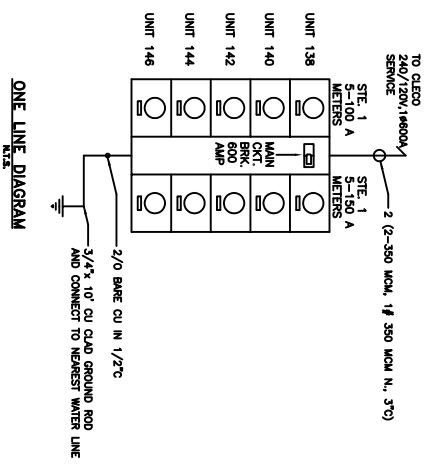 TO CLECO
240/120V,1ø600A
SERVICE
2 (2-350 MCM, 1# 350 MCM N., 3"C)
STE. 1
5-100 A
METERS
STE. 1
5-150 A
METERS
UNIT 138
UNIT 140
UNIT 142
UNIT 144
UNIT 146
MAIN
CKT.
BRK.
600
AMP
2/0 BARE CU IN 1/2"C
3/4"x 10' CU CLAD GROUND ROD
AND CONNECT TO NEAREST WATER LINE
ONE LINE DIAGRAM
N.T.S.